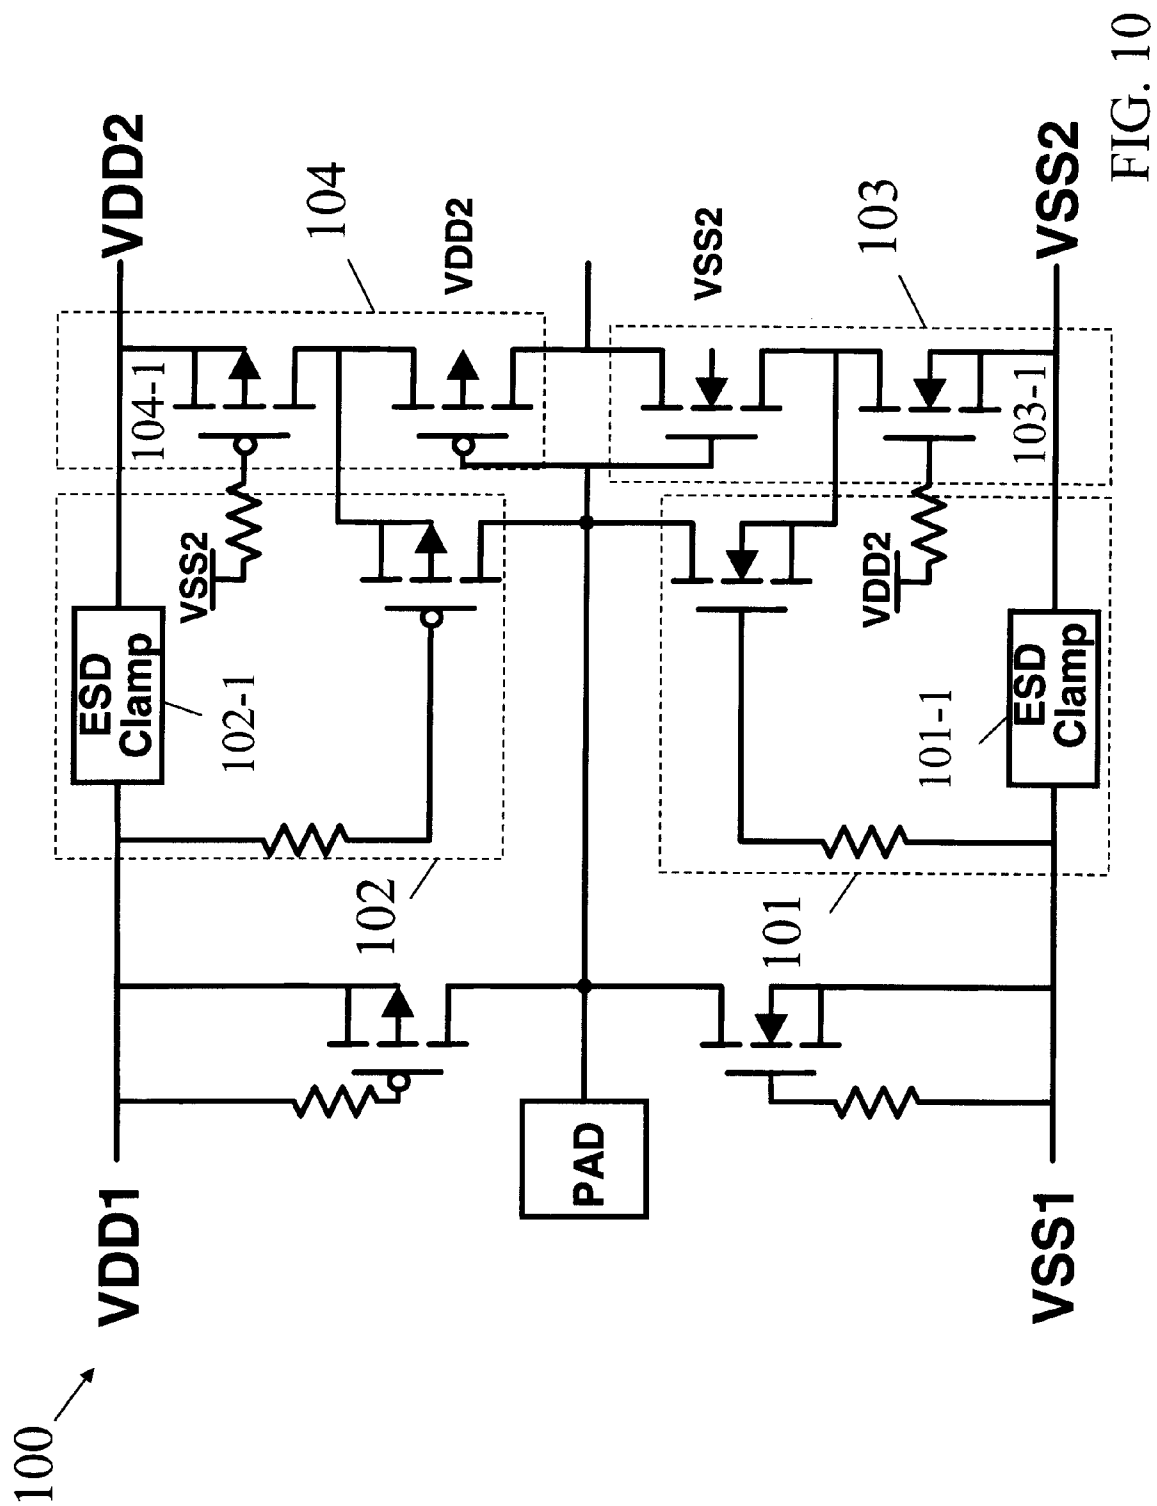 100
VDD1
VDD2
ESD
Clamp
102-1
VSS2
104-1
104
102
VDD2
PAD
VSS2
101
103
VDD2
101-1
103-1
ESD
Clamp
VSS1
VSS2
FIG. 10